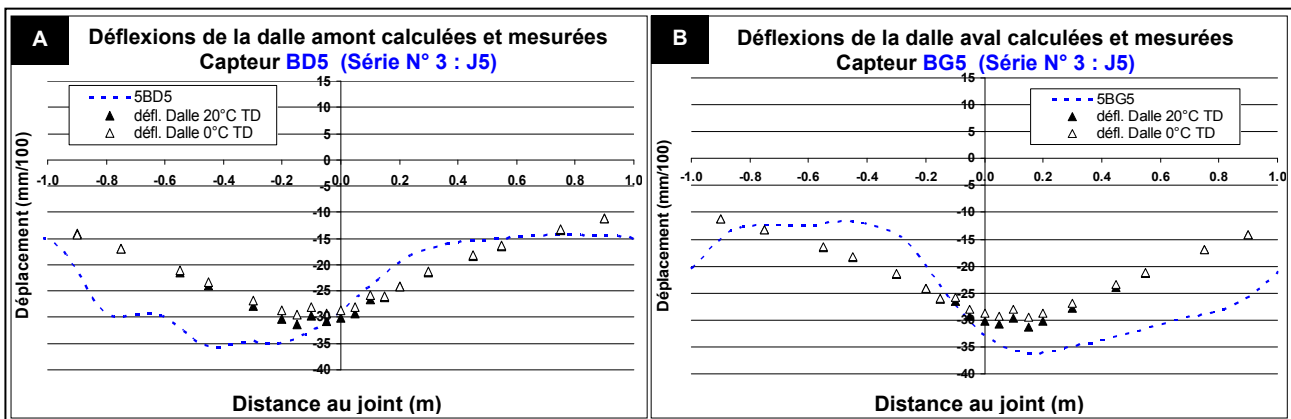 A
Déflexions de la dalle amont calculées et mesurées
Capteur BD5 (Série N° 3 : J5)
5BD5
défl. Dalle 20°C TD
défl. Dalle 0°C TD
Déplacement (mm/100)
15
10
5
0
-5
-10
-15
-20
-25
-30
-35
-40
-1.0 -0.8 -0.6 -0.4 -0.2 0.0 0.2 0.4 0.6 0.8 1.0
Distance au joint (m)
B
Déflexions de la dalle aval calculées et mesurées
Capteur BG5 (Série N° 3 : J5)
5BG5
défl. Dalle 20°C TD
défl. Dalle 0°C TD
Déplacement (mm/100)
15
10
5
0
-5
-10
-15
-20
-25
-30
-35
-40
-1.0 -0.8 -0.6 -0.4 -0.2 0.0 0.2 0.4 0.6 0.8 1.0
Distance au joint (m)